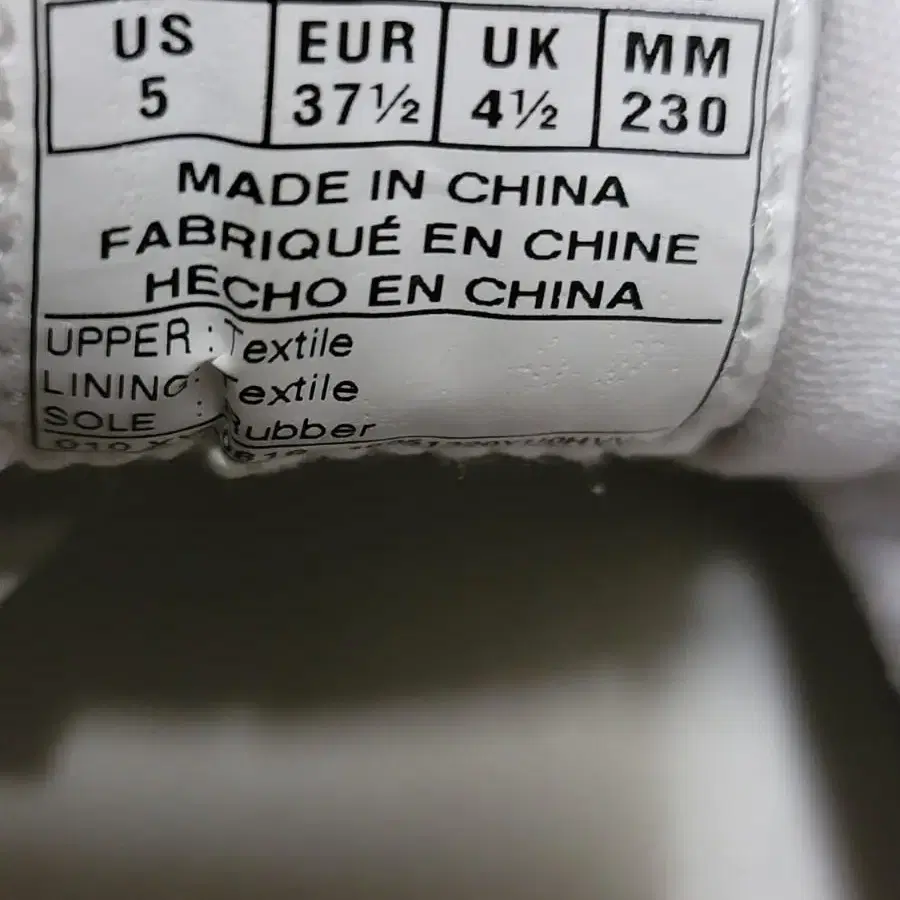 US EUR UK MM
5 37½ 4½ 230
MADE IN CHINA
FABRIQUÉ EN CHINE
HECHO EN CHINA
UPPER : Textile
LINING: Textile
SOLE : Rubber